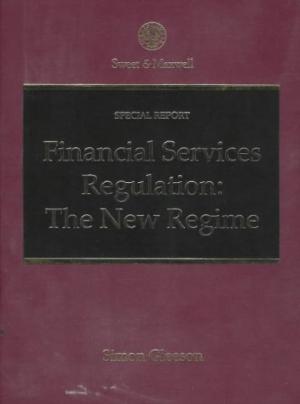 Sweet & Maxwell
SPECIAL REPORT
Financial Services
Regulation:
The New Regime
Simon Gleeson